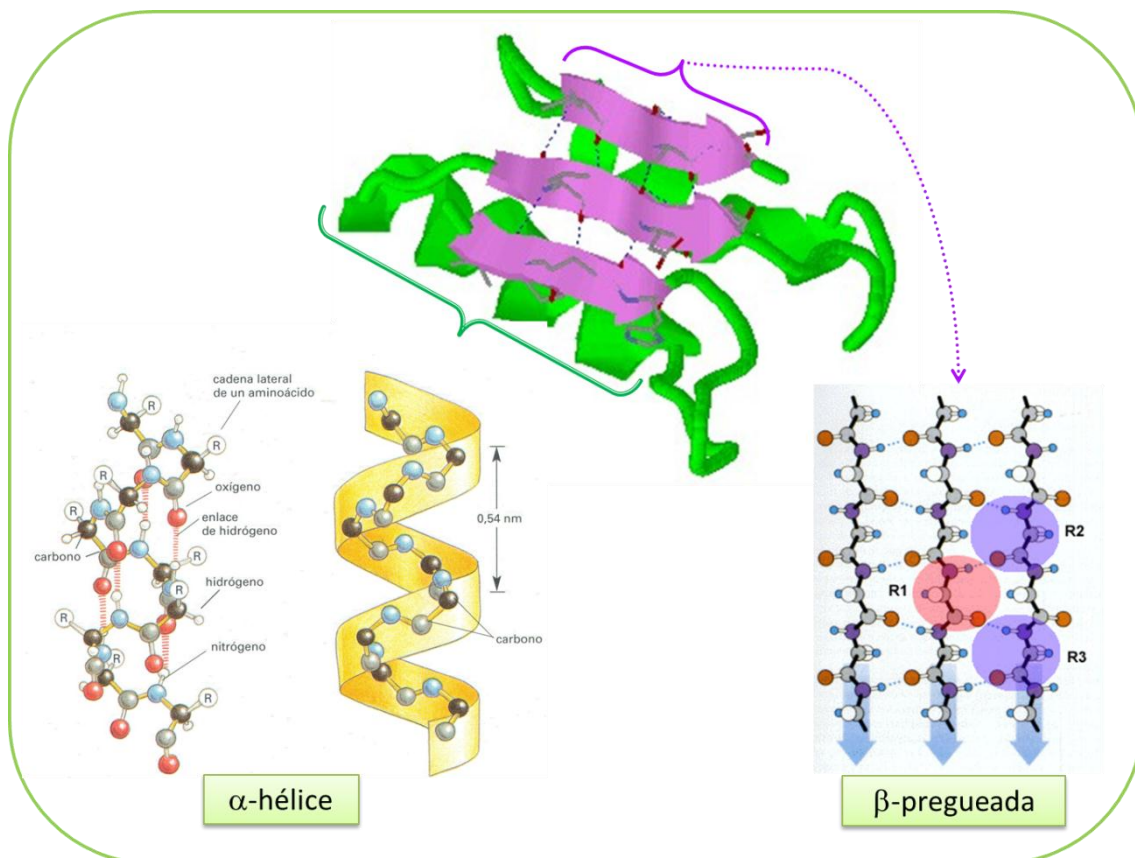 cadena lateral
de un aminoácido
R
R
R
R
oxígeno
enlace
de hidrógeno
carbono
R
R
hidrógeno
R
nitrógeno
R
R
0,54 nm
carbono
R2
R1
R3
α-hélice
β-pregueada